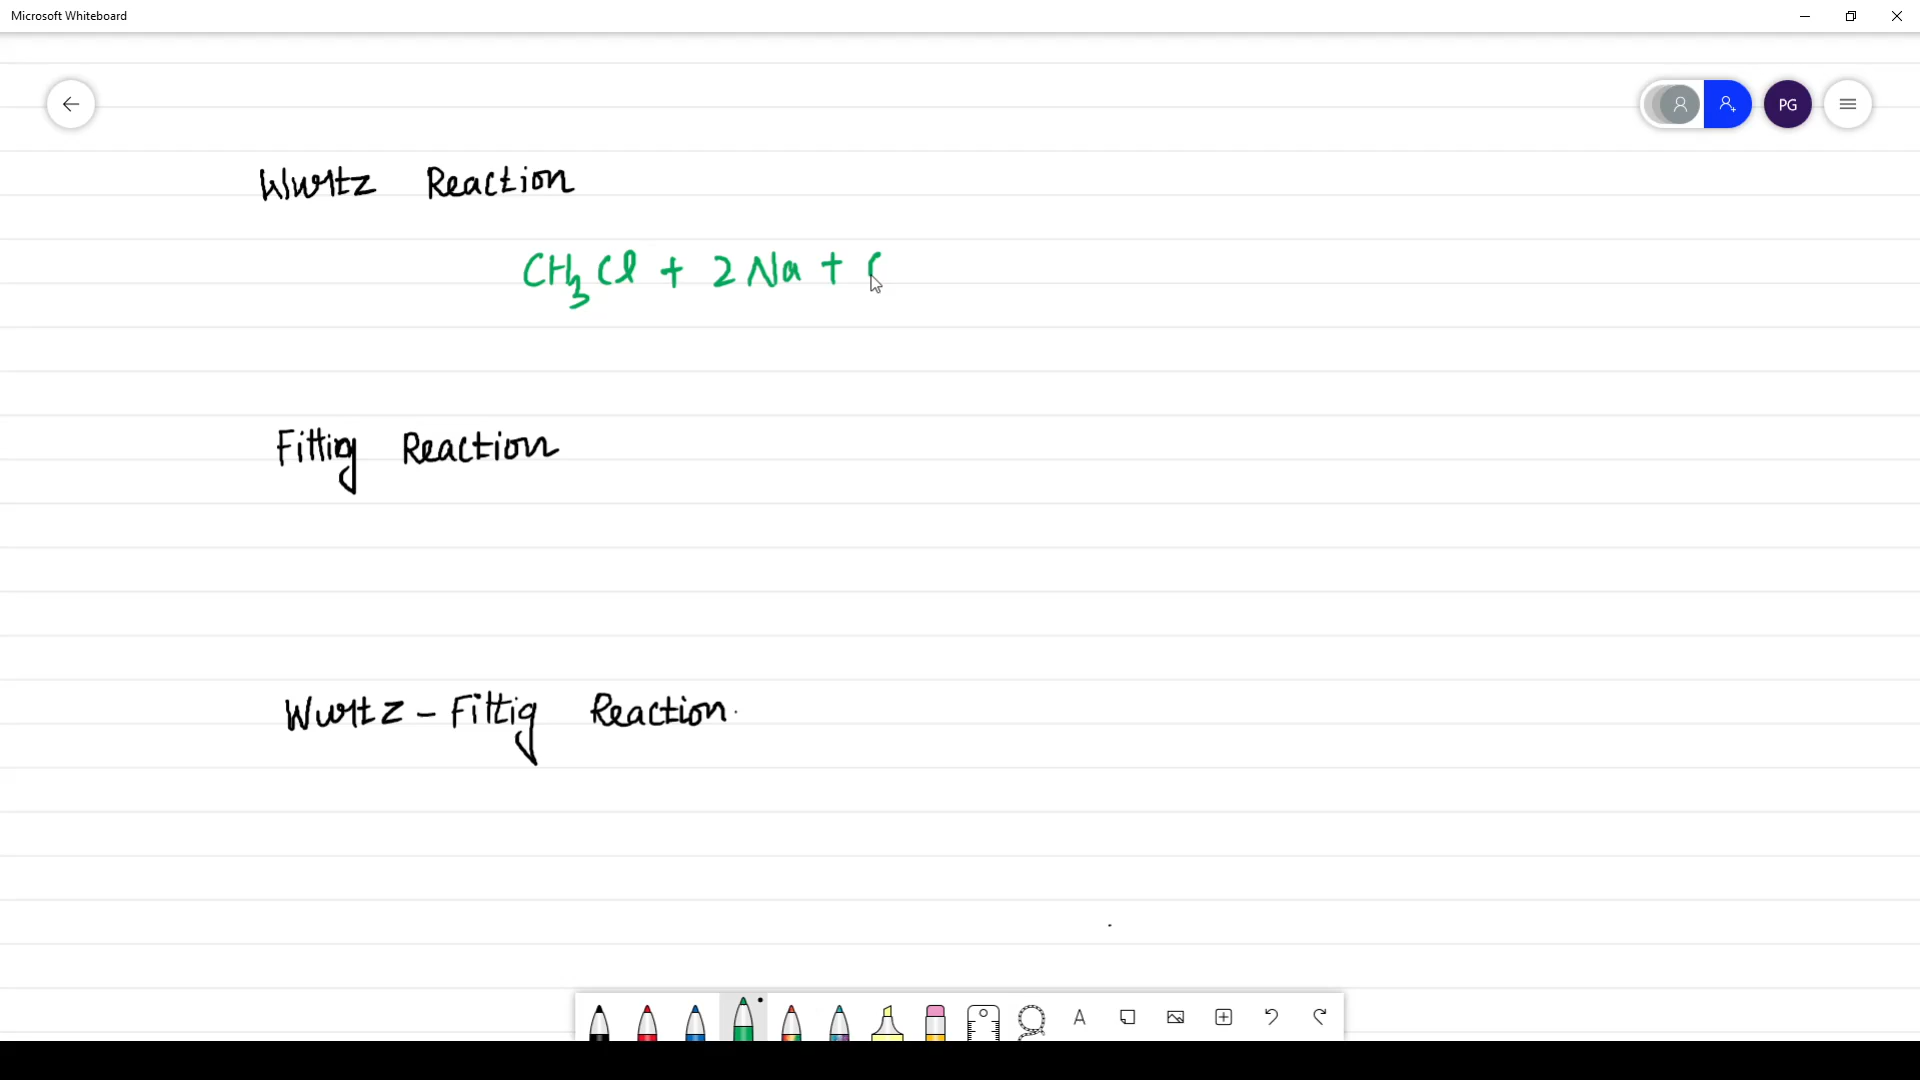 Microsoft Whiteboard
PG
Wurtz Reaction
CH₃Cl + 2Na + C
Fittig Reaction
Wurtz - Fittig Reaction.
A